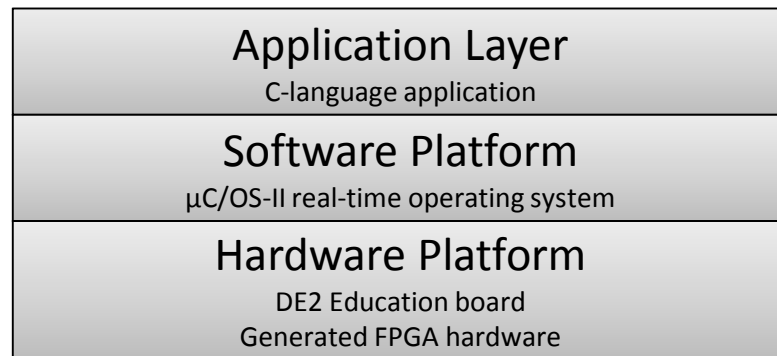 Application Layer
C-language application
Software Platform
µC/OS-II real-time operating system
Hardware Platform
DE2 Education board
Generated FPGA hardware